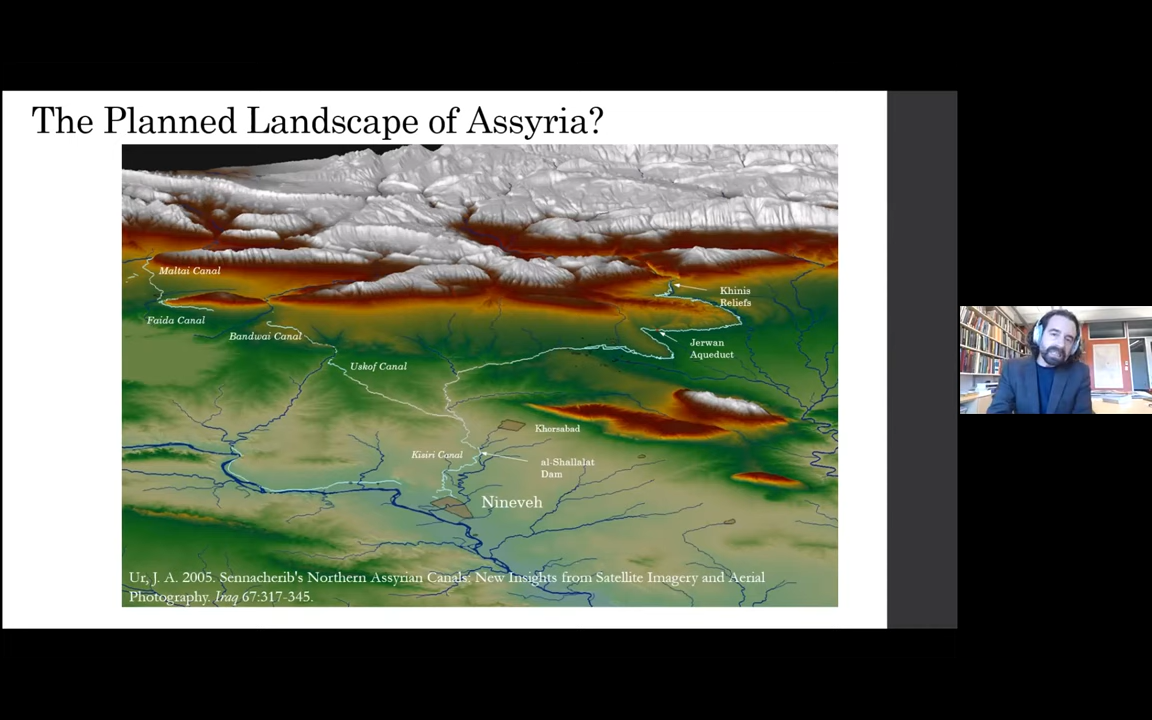 The Planned Landscape of Assyria?
Maltai Canal
Khinis
Reliefs
Faida Canal
Bandwai Canal
Jerwan
Aqueduct
Uskof Canal
Khorsabad
Kisiri Canal
al-Shallalat
Dam
Nineveh
Ur, J. A. 2005. Sennacherib's Northern Assyrian Canals: New Insights from Satellite Imagery and Aerial
Photography. Iraq 67:317-345.